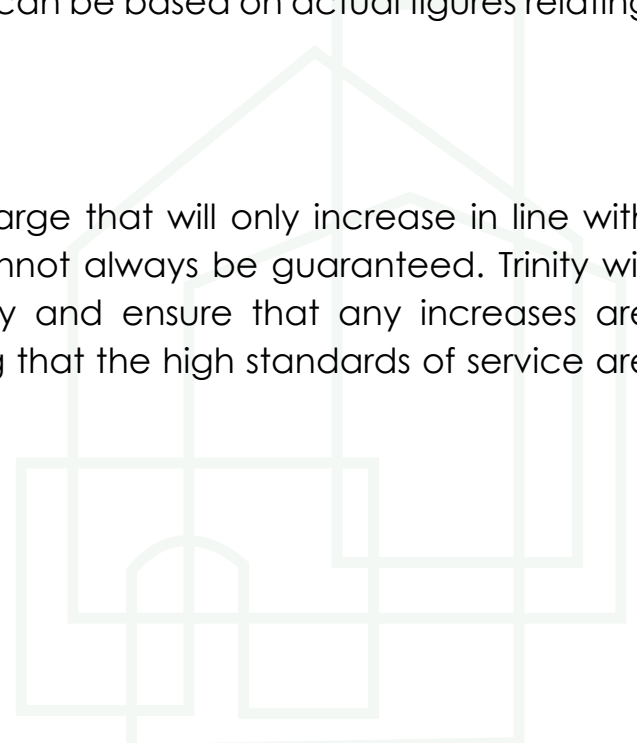 can be based on actual figures relating
arge that will only increase in line with
nnot always be guaranteed. Trinity wi
y and ensure that any increases are
g that the high standards of service are